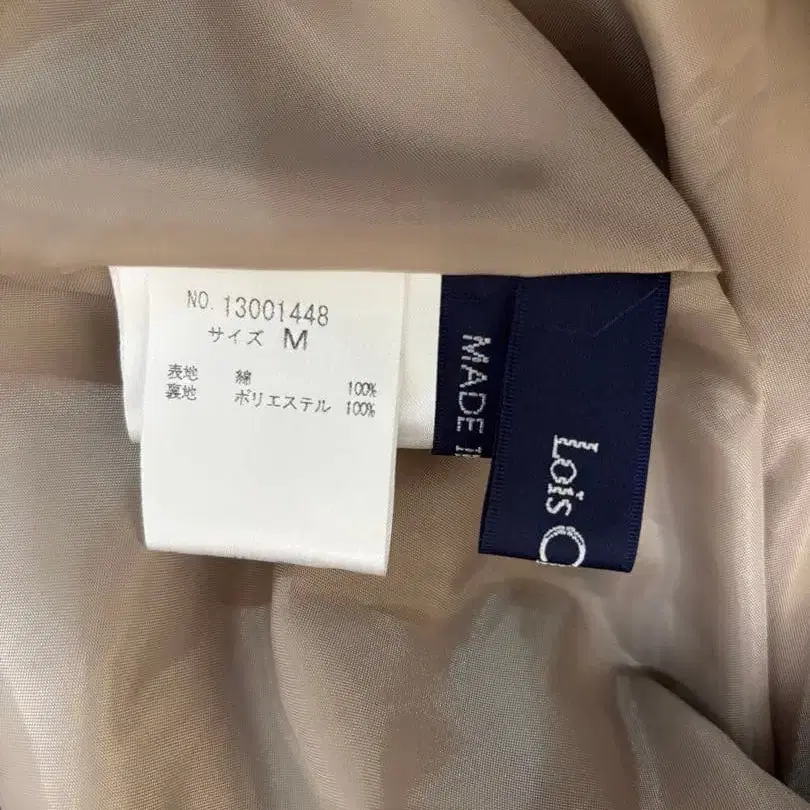 NO. 13001448
サイズ M
表地 綿 100%
裏地 ポリエステル 100%
MADE I
Lois C